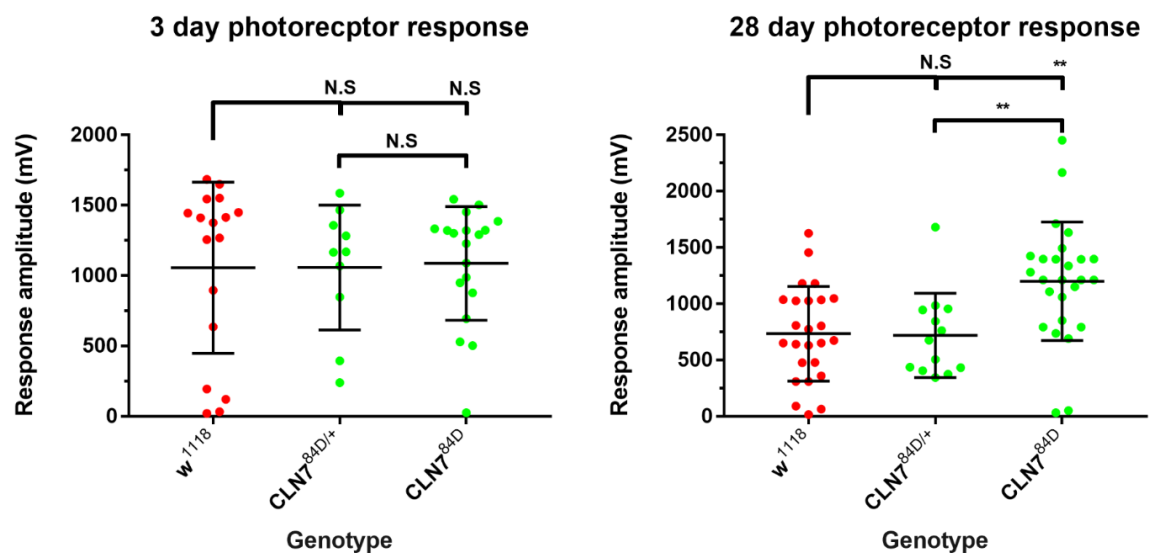 3 day photorecptor response
28 day photoreceptor response
N.S
N.S
N.S
Response amplitude (mV)
2000
1500
1000
500
0
w1118
CLN784D/+
CLN784D
Genotype
N.S
**
**
Response amplitude (mV)
2500
2000
1500
1000
500
0
w1118
CLN784D/+
CLN784D
Genotype